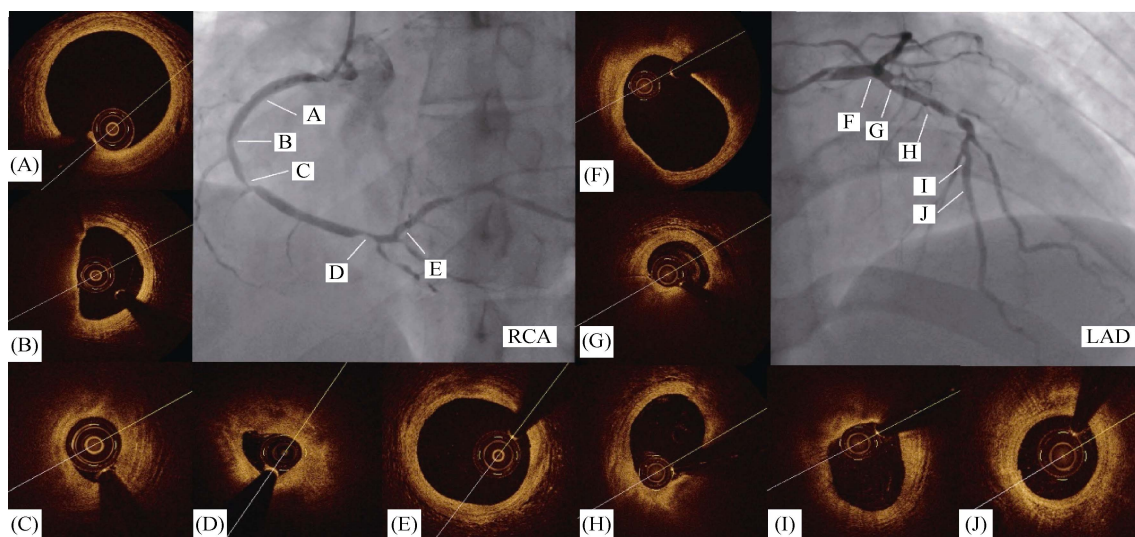 (A)
A
B
C
D
E
RCA
(B)
(F)
F
G
H
I
J
LAD
(G)
(C)
(D)
(E)
(H)
(I)
(J)